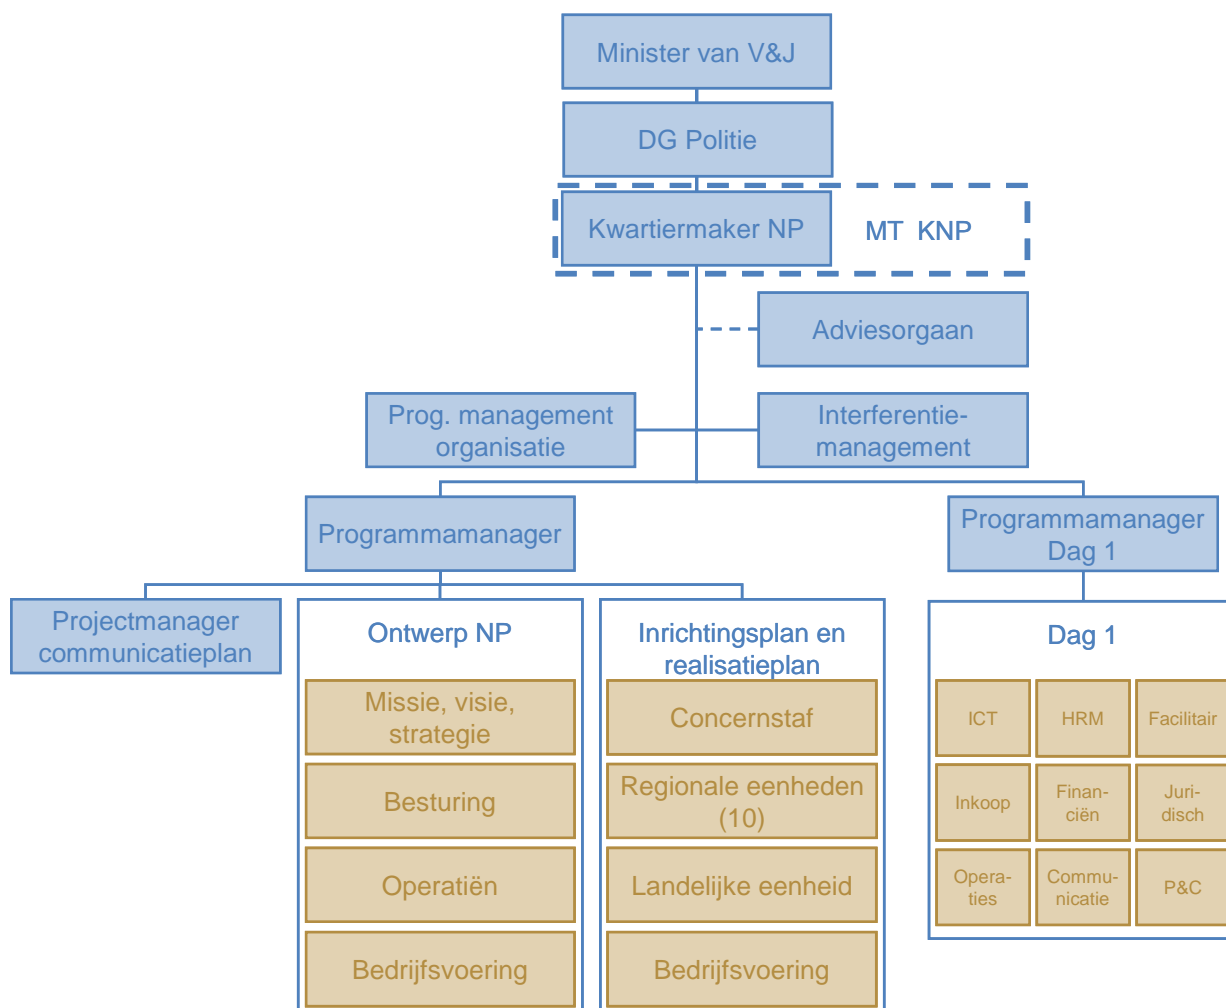 Minister van V&J
DG Politie
Kwartiermaker NP
MT KNP
Adviesorgaan
Prog. management
organisatie
Interferentie-
management
Programmamanager
Programmamanager
Dag 1
Projectmanager
communicatieplan
Ontwerp NP
Missie, visie,
strategie
Besturing
Operatiën
Bedrijfsvoering
Inrichtingsplan en
realisatieplan
Concernstaf
Regionale eenheden
(10)
Landelijke eenheid
Bedrijfsvoering
Dag 1
ICT
HRM
Facilitair
Inkoop
Finan-
ciën
Juri-
disch
Opera-
ties
Commu-
nicatie
P&C